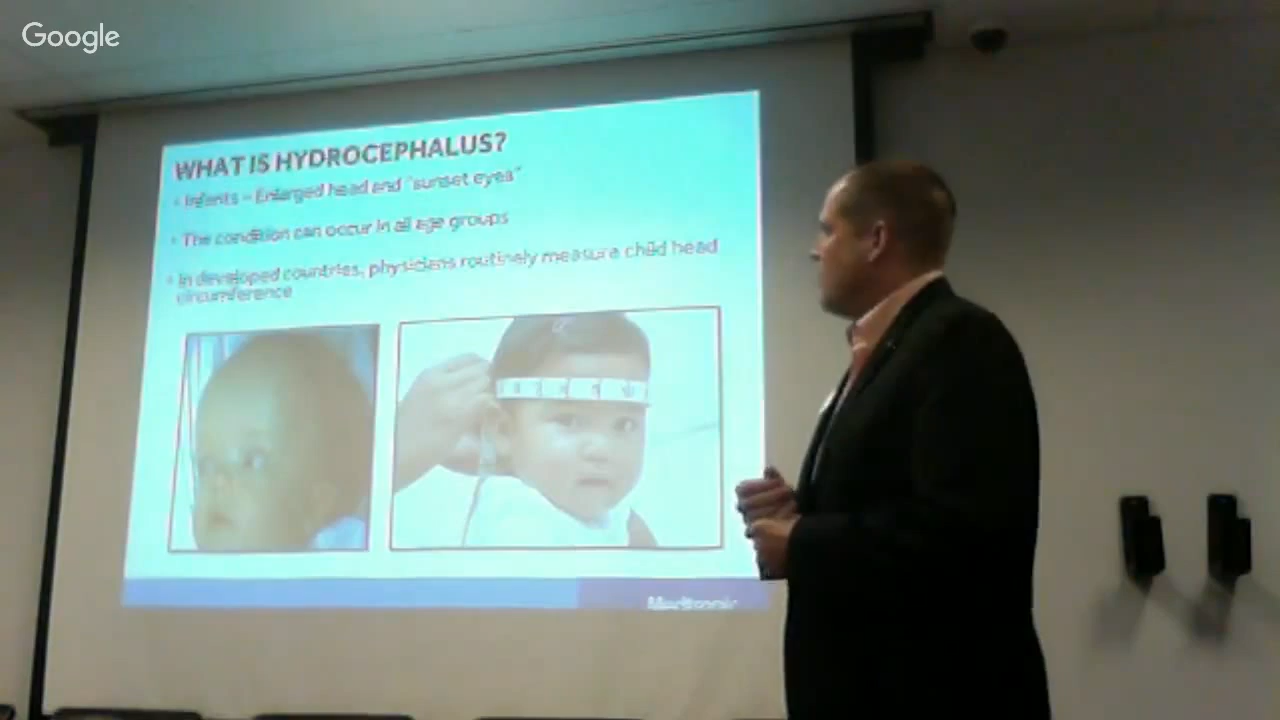 Google
WHAT IS HYDROCEPHALUS?
• Infants – Enlarged head and "sunset eyes"
• The condition can occur in all age groups
• In developed countries, physicians routinely measure child head
circumference
Medtronic